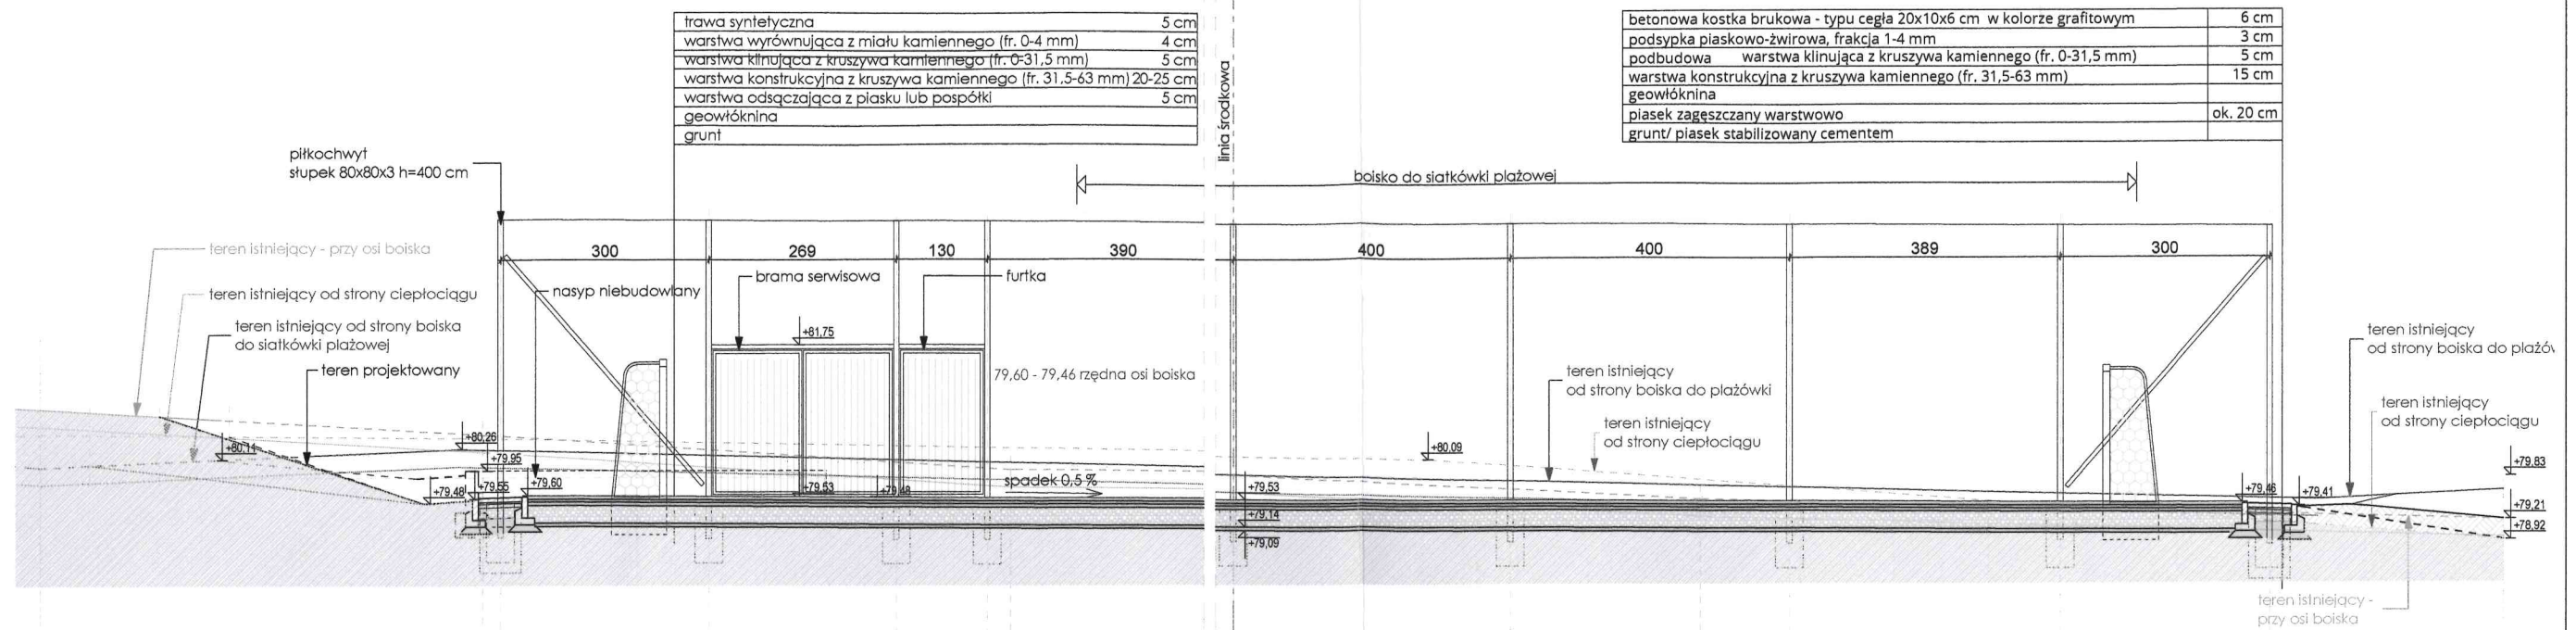 trawa syntetyczna 5 cm
warstwa wyrównująca z miału kamiennego (fr. 0-4 mm) 4 cm
warstwa klinująca z kruszywa kamiennego (fr. 0-31,5 mm) 5 cm
warstwa konstrukcyjna z kruszywa kamiennego (fr. 31,5-63 mm) 20-25 cm
warstwa odsączająca z piasku lub pospółki 5 cm
geowłóknina
grunt
linia środkowa
betonowa kostka brukowa - typu cegła 20x10x6 cm w kolorze grafitowym 6 cm
podsypka piaskowo-żwirowa, frakcja 1-4 mm 3 cm
podbudowa warstwa klinująca z kruszywa kamiennego (fr. 0-31,5 mm) 5 cm
warstwa konstrukcyjna z kruszywa kamiennego (fr. 31,5-63 mm) 15 cm
geowłóknina
piasek zagęszczany warstwowo ok. 20 cm
grunt/ piasek stabilizowany cementem
piłkochwyt
słupek 80x80x3 h=400 cm
boisko do siatkówki plażowej
300 269 130 390 400 400 389 300
teren istniejący - przy osi boiska
teren istniejący od strony ciepłociągu
teren istniejący od strony boiska
do siatkówki plażowej
teren projektowany
nasyp niebudowlany
brama serwisowa
furtka
+81,75
79,60 - 79,46 rzędna osi boiska
teren istniejący
od strony boiska do plażówki
teren istniejący
od strony ciepłociągu
teren istniejący
od strony boiska do plażów
teren istniejący
od strony ciepłociągu
+80,11
+80,26
+79,95
+79,48
+79,55
+79,60
+79,53
+79,48
spadek 0,5 %
+80,09
+79,53
+79,14
+79,09
+79,46
+79,41
+79,83
+79,21
+78,92
teren istniejący -
przy osi boiska